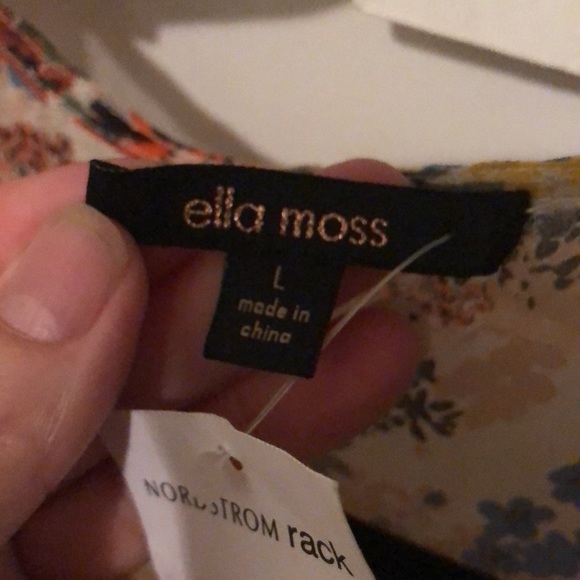 ella moss
L
made in
china
NORDSTROM rack